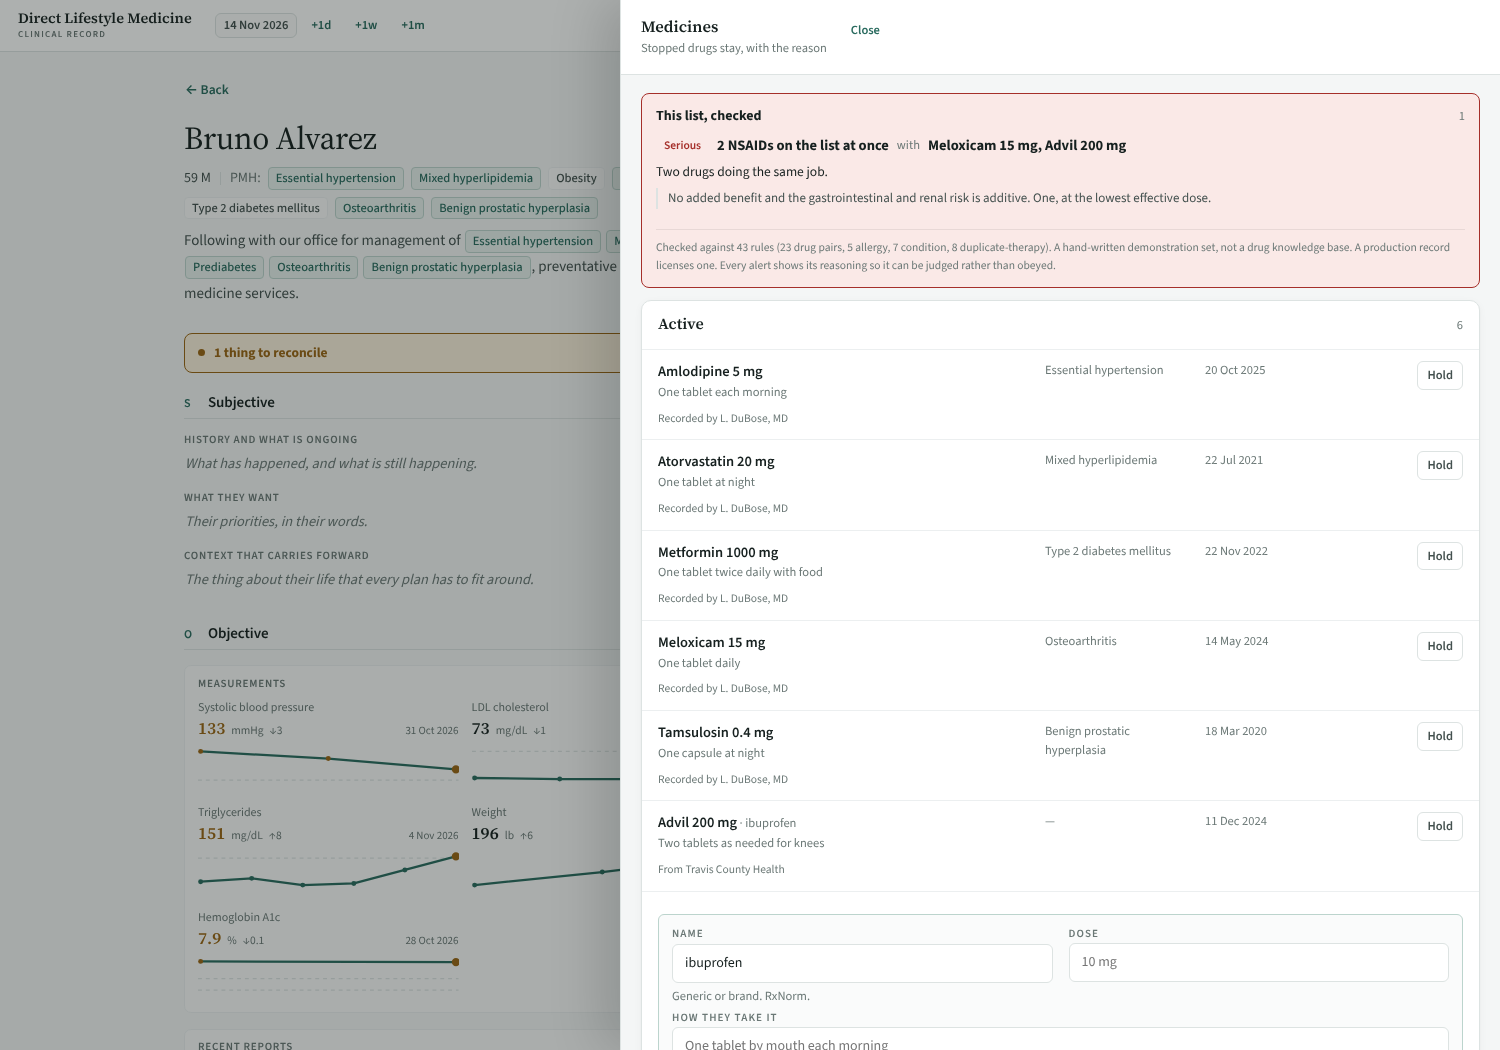 Direct Lifestyle Medicine
CLINICAL RECORD
14 Nov 2026
+1d
+1w
+1m
← Back
Bruno Alvarez
59 M
PMH:
Essential hypertension
Mixed hyperlipidemia
Obesity
Type 2 diabetes mellitus
Osteoarthritis
Benign prostatic hyperplasia
Following with our office for management of Essential hypertension M
Prediabetes Osteoarthritis Benign prostatic hyperplasia , preventative
medicine services.
1 thing to reconcile
S Subjective
HISTORY AND WHAT IS ONGOING
What has happened, and what is still happening.
WHAT THEY WANT
Their priorities, in their words.
CONTEXT THAT CARRIES FORWARD
The thing about their life that every plan has to fit around.
O Objective
MEASUREMENTS
Systolic blood pressure
133 mmHg ↓3 31 Oct 2026
LDL cholesterol
73 mg/dL ↓1
Triglycerides
151 mg/dL ↑8 4 Nov 2026
Weight
196 lb ↑6
Hemoglobin A1c
7.9 % ↓0.1 28 Oct 2026
RECENT REPORTS
Medicines
Stopped drugs stay, with the reason
Close
This list, checked 1
Serious 2 NSAIDs on the list at once with Meloxicam 15 mg, Advil 200 mg
Two drugs doing the same job.
No added benefit and the gastrointestinal and renal risk is additive. One, at the lowest effective dose.
Checked against 43 rules (23 drug pairs, 5 allergy, 7 condition, 8 duplicate-therapy). A hand-written demonstration set, not a drug knowledge base. A production record
licenses one. Every alert shows its reasoning so it can be judged rather than obeyed.
Active 6
Amlodipine 5 mg Essential hypertension 20 Oct 2025 Hold
One tablet each morning
Recorded by L. DuBose, MD
Atorvastatin 20 mg Mixed hyperlipidemia 22 Jul 2021 Hold
One tablet at night
Recorded by L. DuBose, MD
Metformin 1000 mg Type 2 diabetes mellitus 22 Nov 2022 Hold
One tablet twice daily with food
Recorded by L. DuBose, MD
Meloxicam 15 mg Osteoarthritis 14 May 2024 Hold
One tablet daily
Recorded by L. DuBose, MD
Tamsulosin 0.4 mg Benign prostatic 18 Mar 2020 Hold
hyperplasia
One capsule at night
Recorded by L. DuBose, MD
Advil 200 mg · ibuprofen — 11 Dec 2024 Hold
Two tablets as needed for knees
From Travis County Health
NAME
ibuprofen
Generic or brand. RxNorm.
DOSE
10 mg
HOW THEY TAKE IT
One tablet by mouth each morning